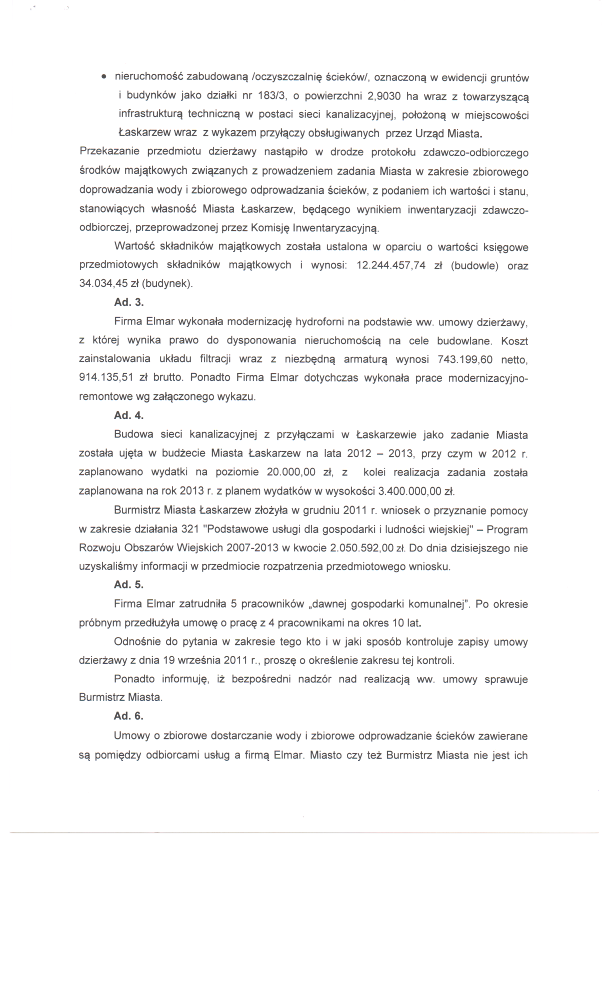 • nieruchomość zabudowaną /oczyszczalnię ścieków/, oznaczoną w ewidencji gruntów
i budynków jako działki nr 183/3, o powierzchni 2,9030 ha wraz z towarzyszącą
infrastrukturą techniczną w postaci sieci kanalizacyjnej, położoną w miejscowości
Łaskarzew wraz z wykazem przyłączy obsługiwanych przez Urząd Miasta.
Przekazanie przedmiotu dzierżawy nastąpiło w drodze protokołu zdawczo-odbiorczego
środków majątkowych związanych z prowadzeniem zadania Miasta w zakresie zbiorowego
doprowadzania wody i zbiorowego odprowadzania ścieków, z podaniem ich wartości i stanu,
stanowiących własność Miasta Łaskarzew, będącego wynikiem inwentaryzacji zdawczo-
odbiorczej, przeprowadzonej przez Komisję Inwentaryzacyjną.
Wartość składników majątkowych została ustalona w oparciu o wartości księgowe
przedmiotowych składników majątkowych i wynosi: 12.244.457,74 zł (budowle) oraz
34.034,45 zł (budynek).
Ad. 3.
Firma Elmar wykonała modernizację hydroforni na podstawie ww. umowy dzierżawy,
z której wynika prawo do dysponowania nieruchomością na cele budowlane. Koszt
zainstalowania układu filtracji wraz z niezbędną armaturą wynosi 743.199,60 netto,
914.135,51 zł brutto. Ponadto Firma Elmar dotychczas wykonała prace modernizacyjno-
remontowe wg załączonego wykazu.
Ad. 4.
Budowa sieci kanalizacyjnej z przyłączami w Łaskarzewie jako zadanie Miasta
została ujęta w budżecie Miasta Łaskarzew na lata 2012 – 2013, przy czym w 2012 r.
zaplanowano wydatki na poziomie 20.000,00 zł, z kolei realizacja zadania została
zaplanowana na rok 2013 r. z planem wydatków w wysokości 3.400.000,00 zł.
Burmistrz Miasta Łaskarzew złożyła w grudniu 2011 r. wniosek o przyznanie pomocy
w zakresie działania 321 "Podstawowe usługi dla gospodarki i ludności wiejskiej" – Program
Rozwoju Obszarów Wiejskich 2007-2013 w kwocie 2.050.592,00 zł. Do dnia dzisiejszego nie
uzyskaliśmy informacji w przedmiocie rozpatrzenia przedmiotowego wniosku.
Ad. 5.
Firma Elmar zatrudniła 5 pracowników „dawnej gospodarki komunalnej”. Po okresie
próbnym przedłużyła umowę o pracę z 4 pracownikami na okres 10 lat.
Odnośnie do pytania w zakresie tego kto i w jaki sposób kontroluje zapisy umowy
dzierżawy z dnia 19 września 2011 r., proszę o określenie zakresu tej kontroli.
Ponadto informuję, iż bezpośredni nadzór nad realizacją ww. umowy sprawuje
Burmistrz Miasta.
Ad. 6.
Umowy o zbiorowe dostarczanie wody i zbiorowe odprowadzanie ścieków zawierane
są pomiędzy odbiorcami usług a firmą Elmar. Miasto czy też Burmistrz Miasta nie jest ich